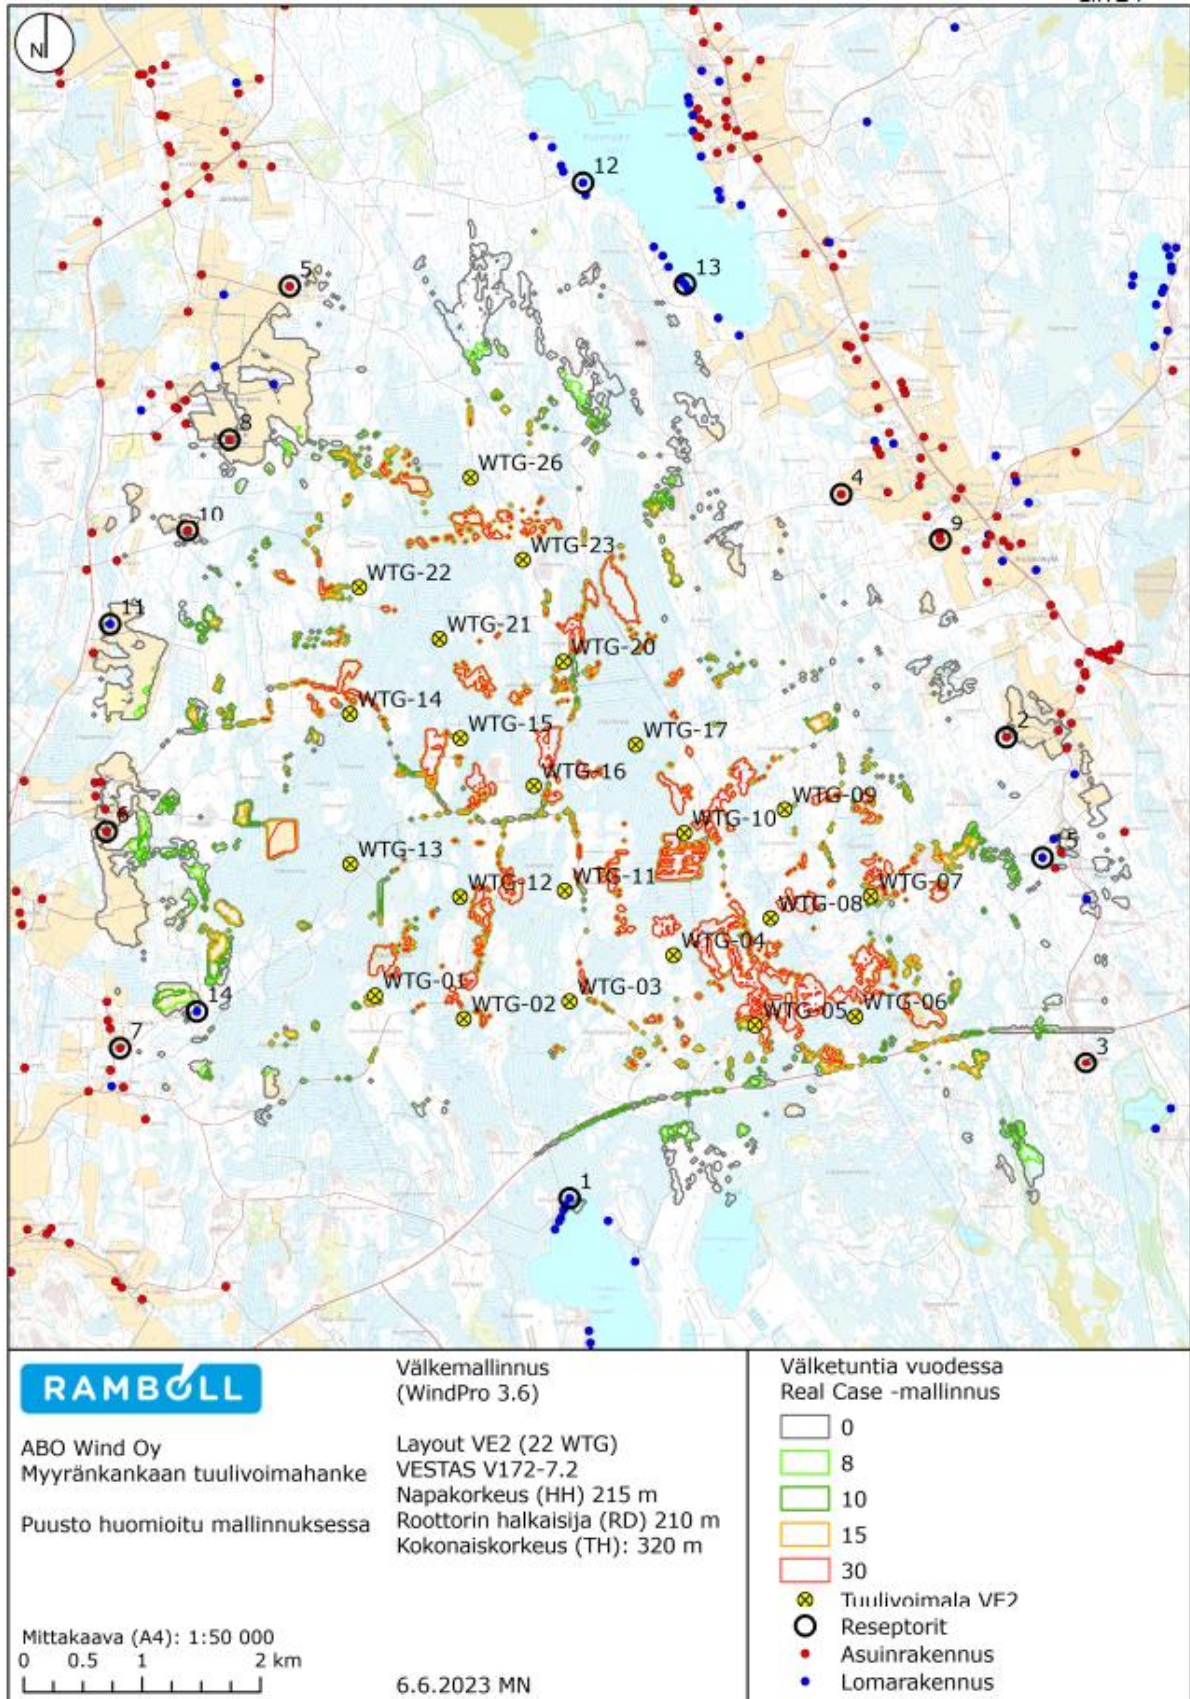 N
12
13
5
8
WTG-26
4
10
9
WTG-23
WTG-22
11
WTG-21
WTG-20
WTG-14
WTG-15
WTG-17
2
WTG-16
WTG-09
6
WTG-10
5
WTG-13
WTG-12
WTG-11
WTG-07
WTG-08
WTG-04
WTG-01
WTG-02
WTG-03
WTG-05
WTG-06
14
7
3
1
RAMBOLL
ABO Wind Oy
Myyränkankaan tuulivoimahanke
Puusto huomioitu mallinnuksessa
Mittakaava (A4): 1:50 000
0 0.5 1 2 km
Välkemallinnus
(WindPro 3.6)
Layout VE2 (22 WTG)
VESTAS V172-7.2
Napakorkeus (HH) 215 m
Roottorin halkaisija (RD) 210 m
Kokonaiskorkeus (TH): 320 m
6.6.2023 MN
Välketuntia vuodessa
Real Case -mallinnus
0
8
10
15
30
Tuulivoimala VE2
Reseptorit
Asuinrakennus
Lomarakennus